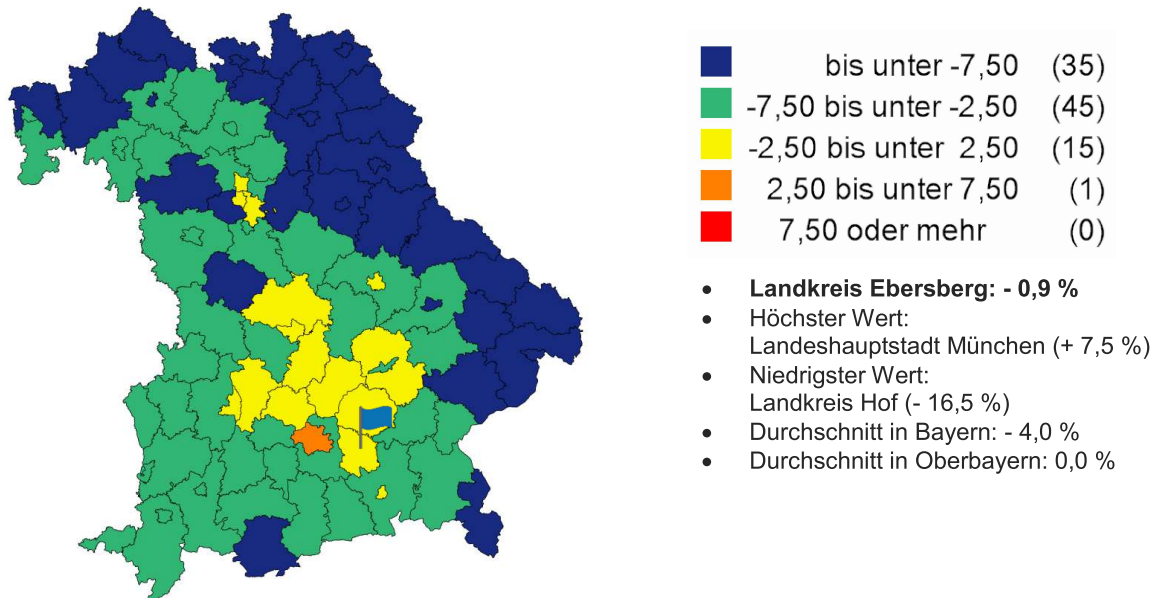 bis unter -7,50 (35)
-7,50 bis unter -2,50 (45)
-2,50 bis unter 2,50 (15)
2,50 bis unter 7,50 (1)
7,50 oder mehr (0)
• Landkreis Ebersberg: - 0,9 %
• Höchster Wert:
Landeshauptstadt München (+ 7,5 %)
• Niedrigster Wert:
Landkreis Hof (- 16,5 %)
• Durchschnitt in Bayern: - 4,0 %
• Durchschnitt in Oberbayern: 0,0 %